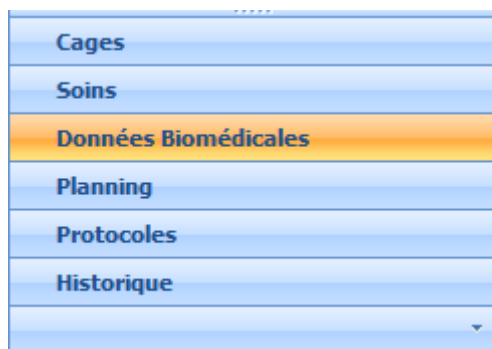 Cages
Soins
Données Biomédicales
Planning
Protocoles
Historique